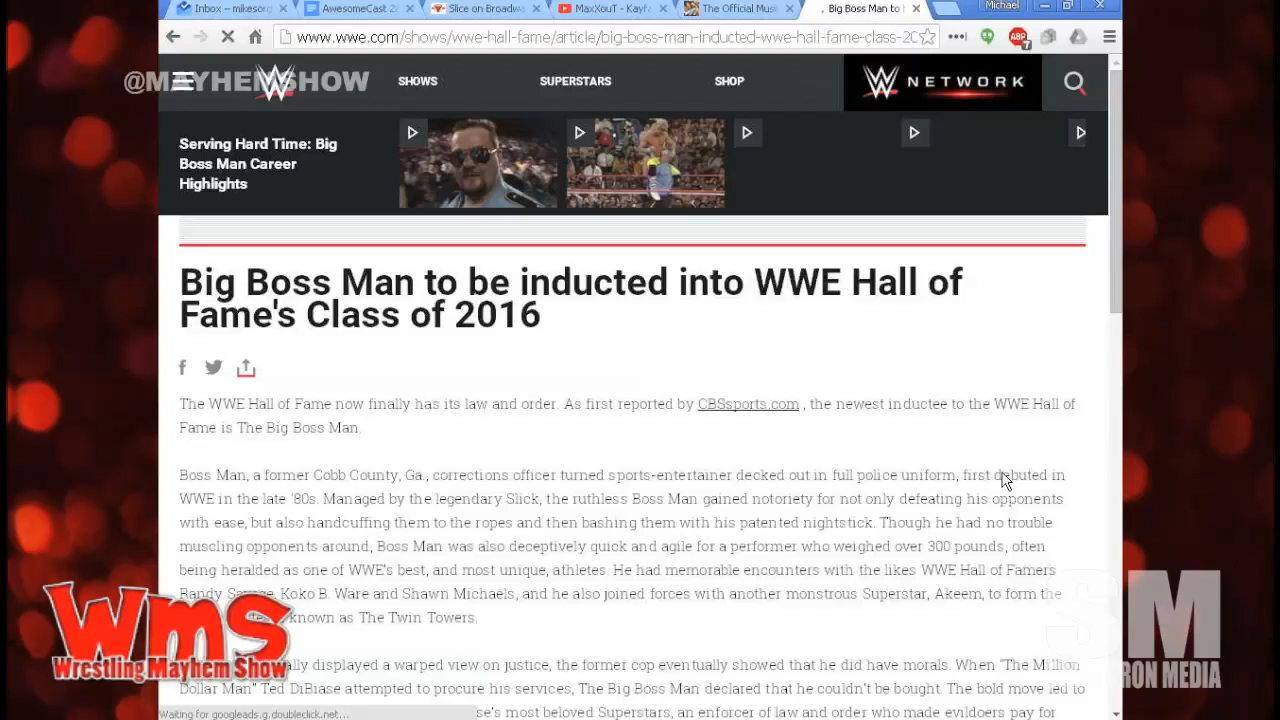 Inbox – mikesorg
AwesomeCast 2
Slice on Broadwa
MaxXouT - Kayfa
The Official Mus
Big Boss Man to
Michael
www.wwe.com/shows/wwe-hall-fame/article/big-boss-man-inducted-wwe-hall-fame-class-20
ABP
7
@MAYHEMSHOW
SHOWS
SUPERSTARS
SHOP
W NETWORK
Serving Hard Time: Big
Boss Man Career
Highlights
Big Boss Man to be inducted into WWE Hall of
Fame's Class of 2016
The WWE Hall of Fame now finally has its law and order. As first reported by CBSsports.com , the newest inductee to the WWE Hall of
Fame is The Big Boss Man.
Boss Man, a former Cobb County, Ga., corrections officer turned sports-entertainer decked out in full police uniform, first debuted in
WWE in the late '80s. Managed by the legendary Slick, the ruthless Boss Man gained notoriety for not only defeating his opponents
with ease, but also handcuffing them to the ropes and then bashing them with his patented nightstick. Though he had no trouble
muscling opponents around, Boss Man was also deceptively quick and agile for a performer who weighed over 300 pounds, often
being heralded as one of WWE's best, and most unique, athletes. He had memorable encounters with the likes WWE Hall of Famers
Randy Savage, Koko B. Ware and Shawn Michaels, and he also joined forces with another monstrous Superstar, Akeem, to form the
known as The Twin Towers.
displayed a warped view on justice, the former cop eventually showed that he did have morals. When "The Million
Dollar Man" Ted DiBiase attempted to procure his services, The Big Boss Man declared that he couldn't be bought. The bold move led to
se's most beloved Superstars, an enforcer of law and order who made evildoers pay for
Waiting for googleads.g.doubleclick.net...
wms
Wrestling Mayhem Show
SM
RON MEDIA